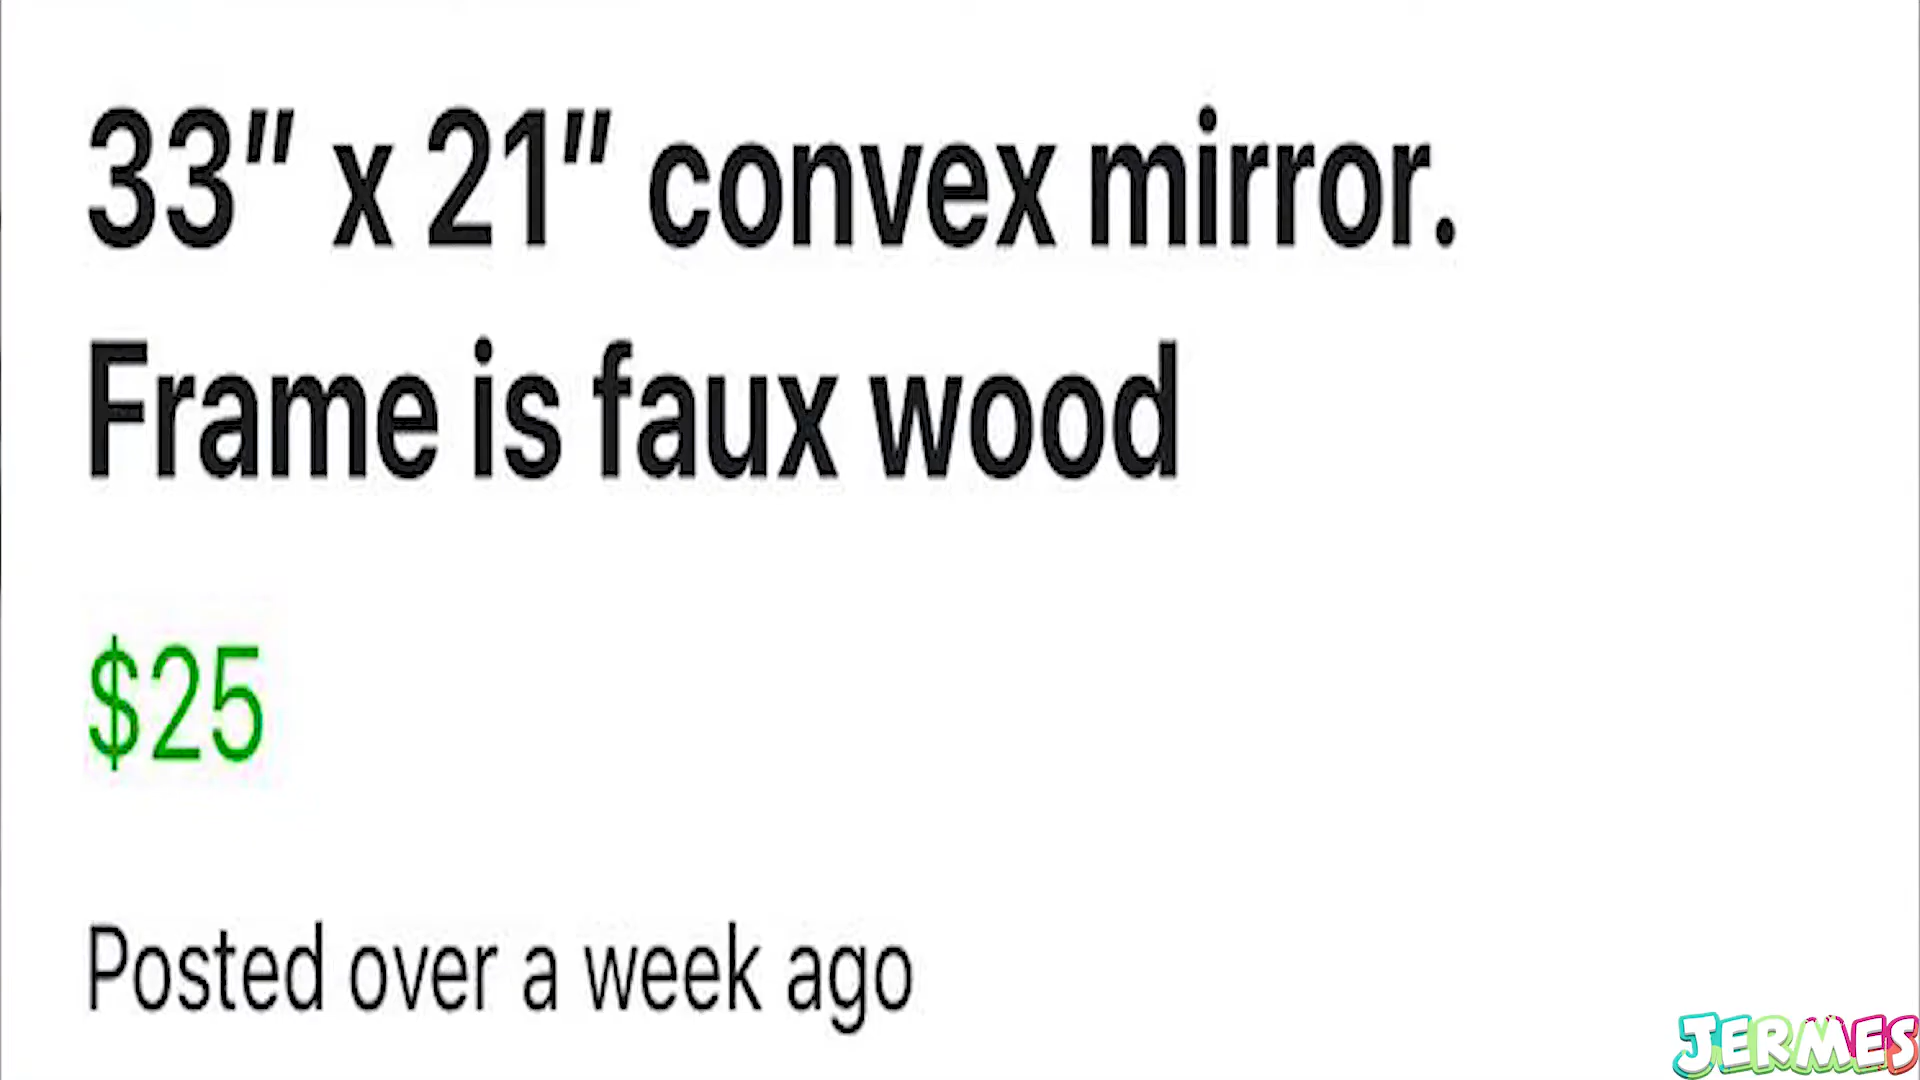 33" x 21" convex mirror.
Frame is faux wood
$25
Posted over a week ago
JERMES